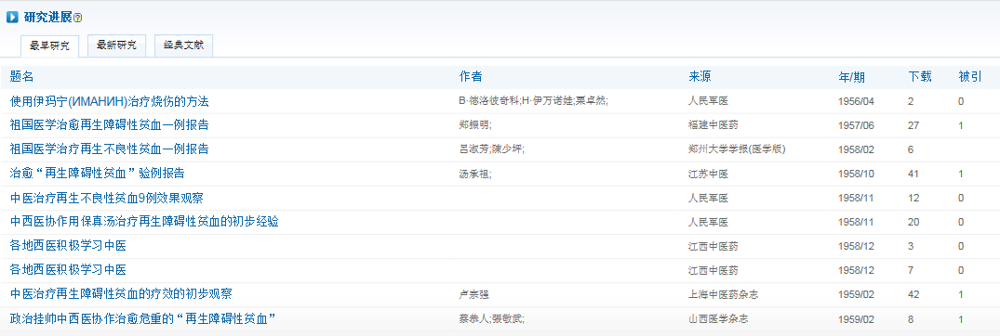 研究进展
最早研究 最新研究 经典文献
题名 作者 来源 年/期 下载 被引
使用伊玛宁(ИМАНИН)治疗烧伤的方法 В·德洛彼奇科;Н·伊万诺娃;栗卓然; 人民军医 1956/04 2 0
祖国医学治愈再生障碍性贫血一例报告 郑振明; 福建中医药 1957/06 27 1
祖国医学治疗再生不良性贫血一例报告 吕淑芳;陳少坪; 郑州大学学报(医学版) 1958/02 6
治愈“再生障碍性贫血”验例报告 汤承祖; 江苏中医 1958/10 41 1
中医治疗再生不良性贫血9例效果观察 人民军医 1958/11 12 0
中西医协作用保真汤治疗再生障碍性贫血的初步经验 人民军医 1958/11 20 0
各地西医积极学习中医 江西中医药 1958/12 3 0
各地西医积极学习中医 江西中医药 1958/12 7 0
中医治疗再生障碍性贫血的疗效的初步观察 卢宗强 上海中医药杂志 1959/02 42 1
政治挂帅中西医协作治愈危重的“再生障碍性贫血” 蔡恭人;張敬武; 山西医学杂志 1959/02 8 1